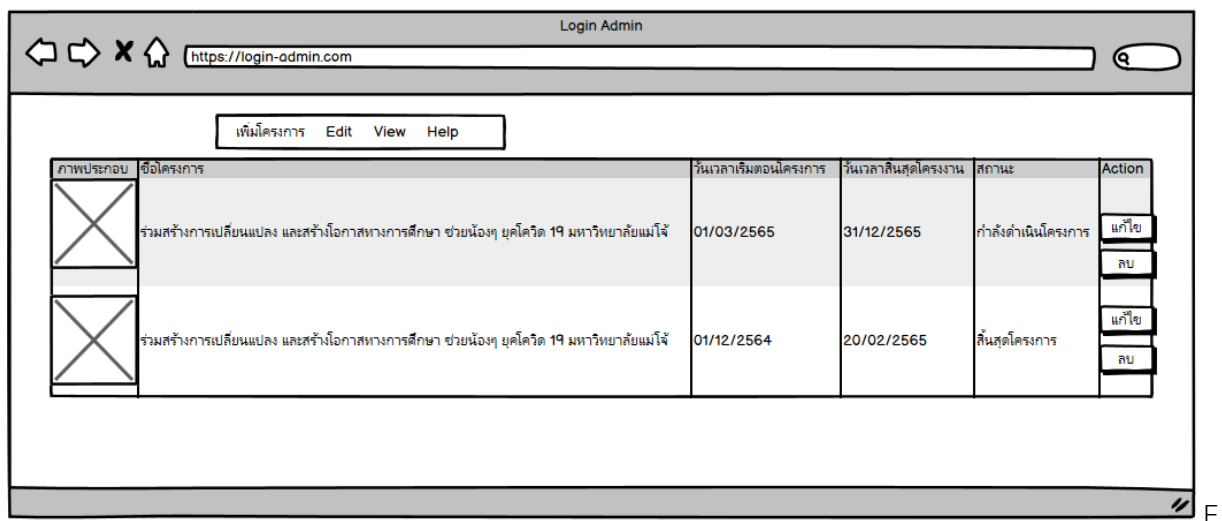 Login Admin
https://login-admin.com
เพิ่มโครงการ Edit View Help
ภาพประกอบ ชื่อโครงการ วันเวลาเริ่มตอนโครงการ วันเวลาสิ้นสุดโครงงาน สถานะ Action
ร่วมสร้างการเปลี่ยนแปลง และสร้างโอกาสทางการศึกษา ช่วยน้องๆ ยุคโควิด 19 มหาวิทยาลัยแม่โจ้ 01/03/2565 31/12/2565 กำลังดำเนินโครงการ แก้ไข
ลบ
ร่วมสร้างการเปลี่ยนแปลง และสร้างโอกาสทางการศึกษา ช่วยน้องๆ ยุคโควิด 19 มหาวิทยาลัยแม่โจ้ 01/12/2564 20/02/2565 สิ้นสุดโครงการ แก้ไข
ลบ